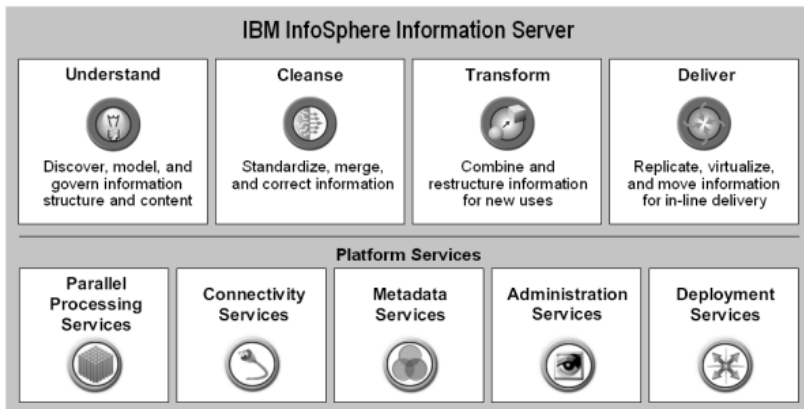 IBM InfoSphere Information Server
Understand
Discover, model, and
govern information
structure and content
Cleanse
Standardize, merge,
and correct information
Transform
Combine and
restructure information
for new uses
Deliver
Replicate, virtualize,
and move information
for in-line delivery
Platform Services
Parallel
Processing
Services
Connectivity
Services
Metadata
Services
Administration
Services
Deployment
Services